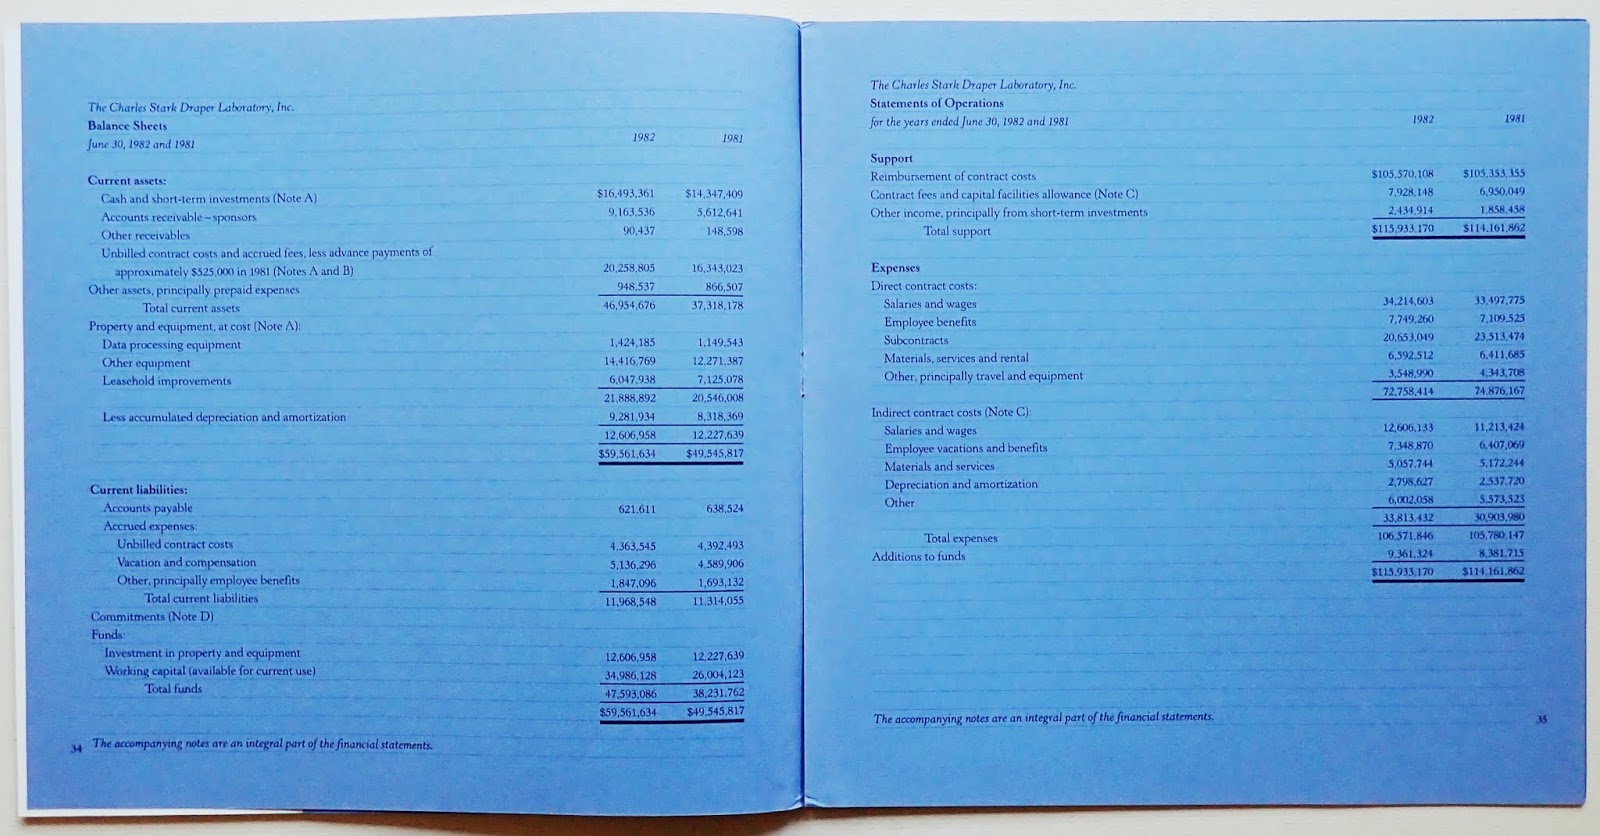 The Charles Stark Draper Laboratory, Inc.
Balance Sheets
June 30, 1982 and 1981
1982 1981
Current assets:
Cash and short-term investments (Note A) $16,493,361 $14,347,409
Accounts receivable – sponsors 9,163,536 5,612,641
Other receivables 90,437 148,598
Unbilled contract costs and accrued fees, less advance payments of
approximately $525,000 in 1981 (Notes A and B) 20,258,805 16,343,023
Other assets, principally prepaid expenses 948,537 866,507
Total current assets 46,954,676 37,318,178
Property and equipment, at cost (Note A):
Data processing equipment 1,424,185 1,149,543
Other equipment 14,416,769 12,271,387
Leasehold improvements 6,047,938 7,125,078
21,888,892 20,546,008
Less accumulated depreciation and amortization 9,281,934 8,318,369
12,606,958 12,227,639
$59,561,634 $49,545,817
Current liabilities:
Accounts payable 621,611 638,524
Accrued expenses:
Unbilled contract costs 4,363,545 4,392,493
Vacation and compensation 5,136,296 4,589,906
Other, principally employee benefits 1,847,096 1,693,132
Total current liabilities 11,968,548 11,314,055
Commitments (Note D)
Funds:
Investment in property and equipment 12,606,958 12,227,639
Working capital (available for current use) 34,986,128 26,004,123
Total funds 47,593,086 38,231,762
$59,561,634 $49,545,817
34 The accompanying notes are an integral part of the financial statements.
The Charles Stark Draper Laboratory, Inc.
Statements of Operations
for the years ended June 30, 1982 and 1981
1982 1981
Support
Reimbursement of contract costs $105,570,108 $105,353,355
Contract fees and capital facilities allowance (Note C) 7,928,148 6,950,049
Other income, principally from short-term investments 2,434,914 1,858,458
Total support $115,933,170 $114,161,862
Expenses
Direct contract costs:
Salaries and wages 34,214,603 33,497,775
Employee benefits 7,749,260 7,109,525
Subcontracts 20,653,049 23,513,474
Materials, services and rental 6,592,512 6,411,685
Other, principally travel and equipment 3,548,990 4,343,708
72,758,414 74,876,167
Indirect contract costs (Note C):
Salaries and wages 12,606,133 11,213,424
Employee vacations and benefits 7,348,870 6,407,069
Materials and services 5,057,744 5,172,244
Depreciation and amortization 2,798,627 2,537,720
Other 6,002,058 5,573,523
33,813,432 30,903,980
Total expenses 106,571,846 105,780,147
Additions to funds 9,361,324 8,381,715
$115,933,170 $114,161,862
The accompanying notes are an integral part of the financial statements. 35